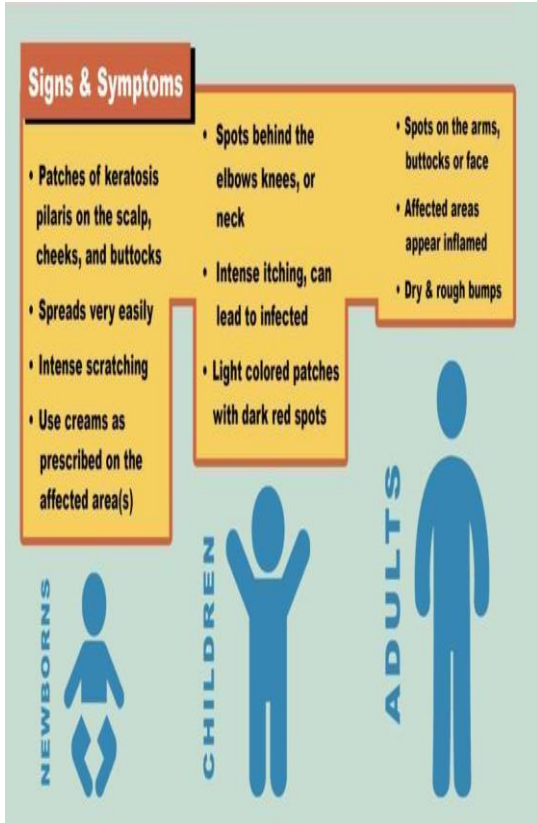 Signs & Symptoms
• Patches of keratosis
pilaris on the scalp,
cheeks, and buttocks
• Spreads very easily
• Intense scratching
• Use creams as
prescribed on the
affected area(s)
NEWBORNS
• Spots behind the
elbows knees, or
neck
• Intense itching, can
lead to infected
• Light colored patches
with dark red spots
CHILDREN
• Spots on the arms,
buttocks or face
• Affected areas
appear inflamed
• Dry & rough bumps
ADULTS